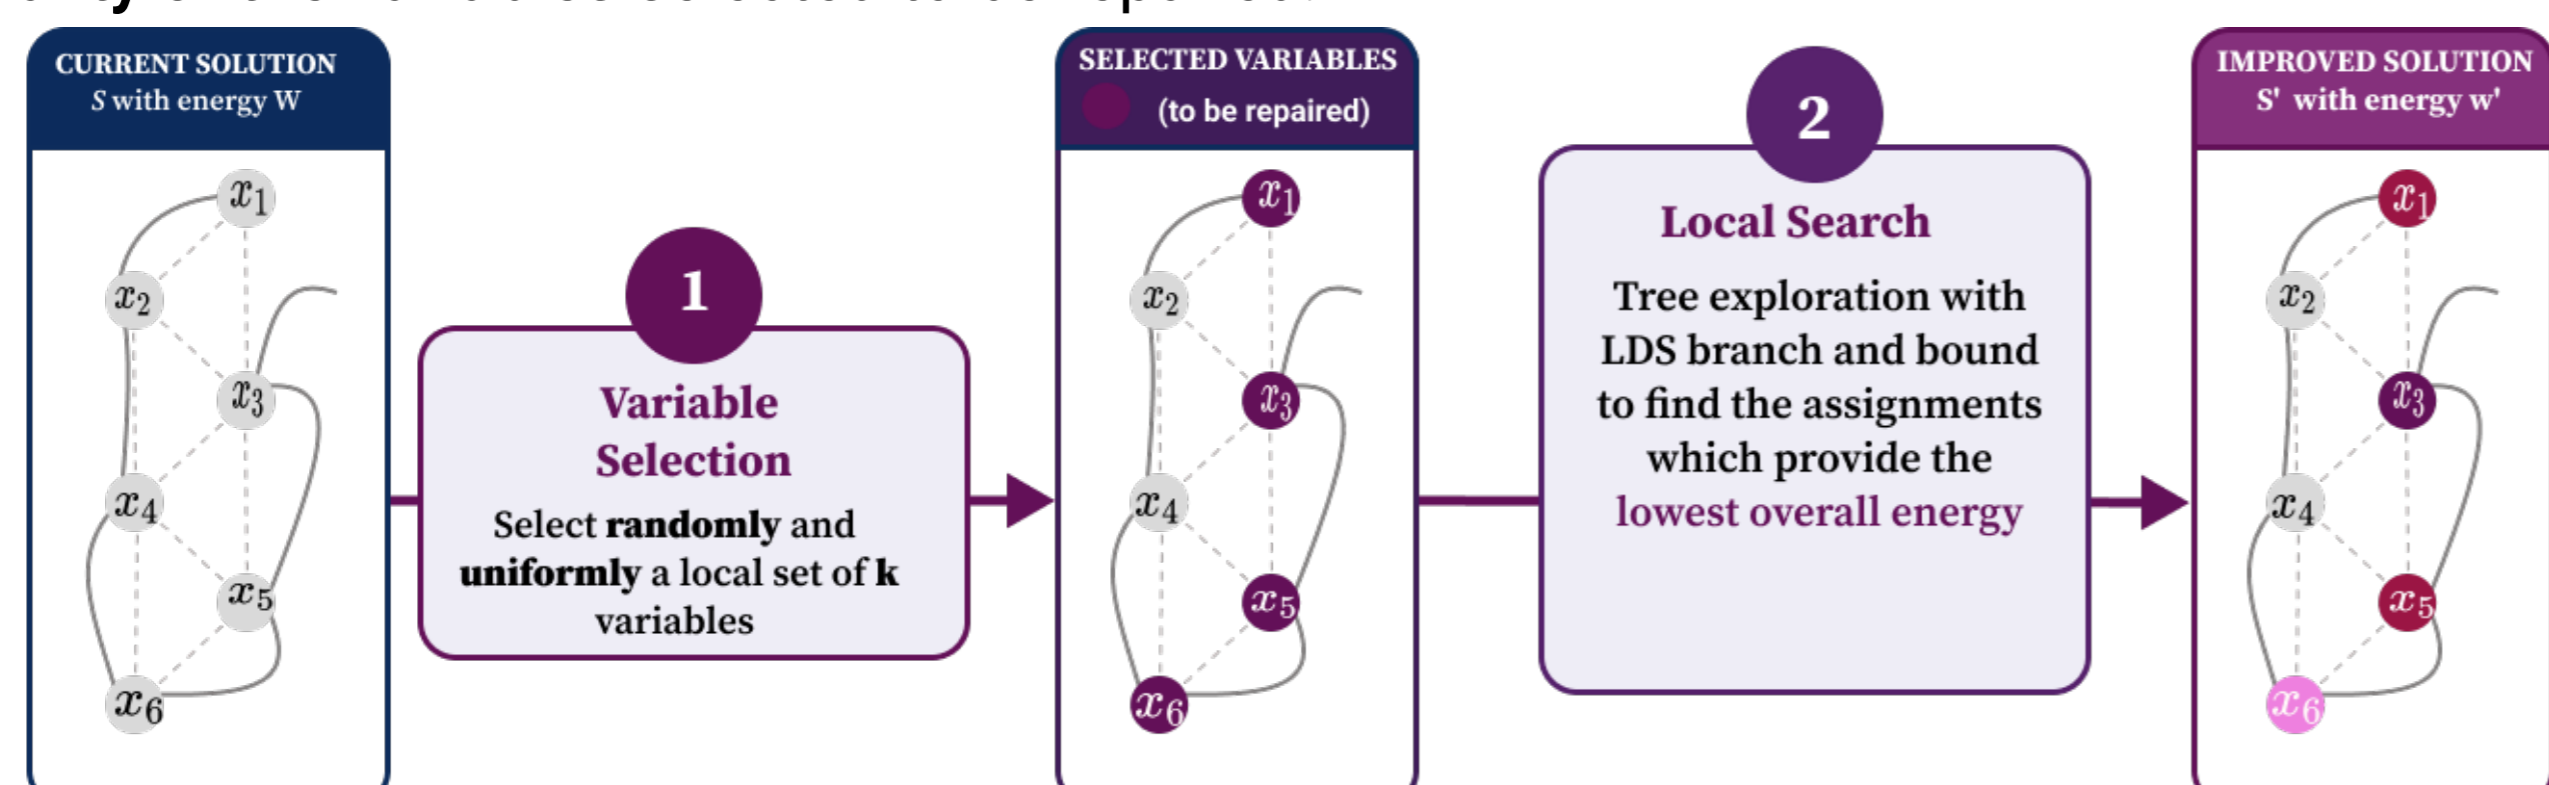 CURRENT SOLUTION
S with energy W
x1
x2
x3
x4
x5
x6
1
Variable
Selection
Select randomly and
uniformly a local set of k
variables
SELECTED VARIABLES
(to be repaired)
x1
x2
x3
x4
x5
x6
2
Local Search
Tree exploration with
LDS branch and bound
to find the assignments
which provide the
lowest overall energy
IMPROVED SOLUTION
S' with energy w'
x1
x2
x3
x4
x5
x6